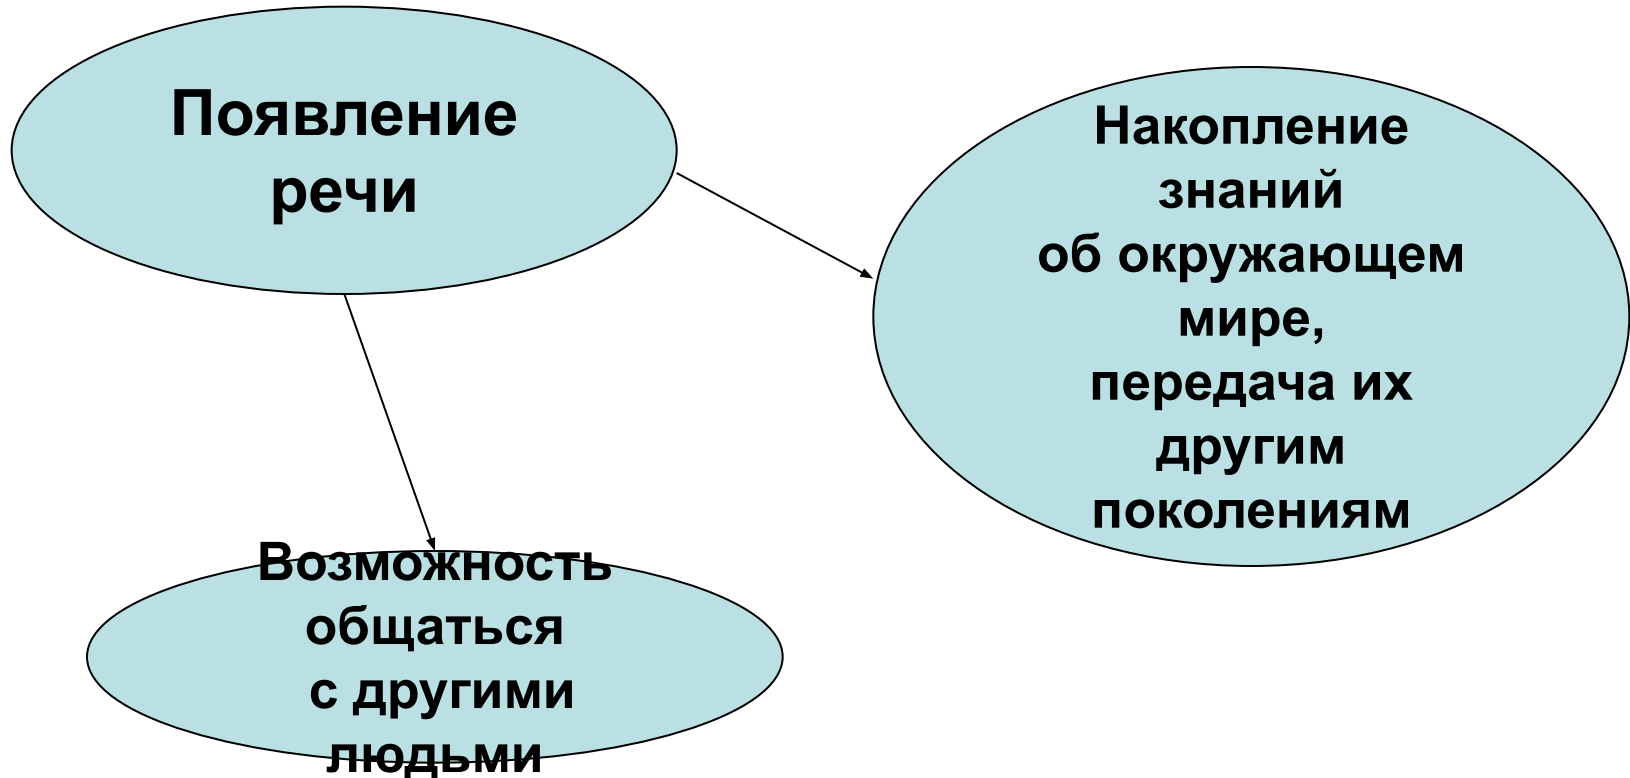 Появление
речи
Накопление
знаний
об окружающем
мире,
передача их
другим
поколениям
Возможность
общаться
с другими
людьми